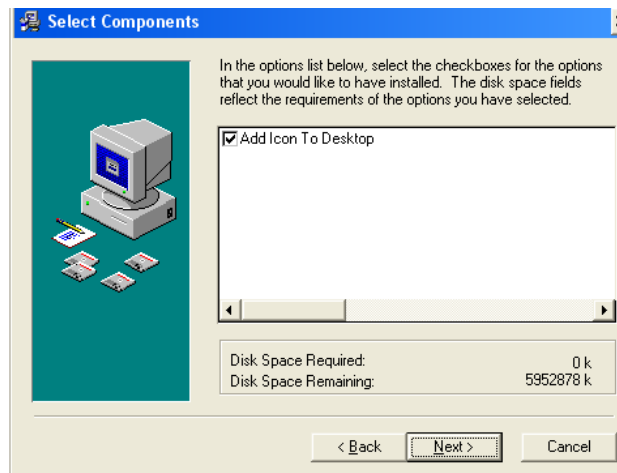 Select Components
In the options list below, select the checkboxes for the options
that you would like to have installed. The disk space fields
reflect the requirements of the options you have selected.
Add Icon To Desktop
Disk Space Required: 0 k
Disk Space Remaining: 5952878 k
< Back Next > Cancel